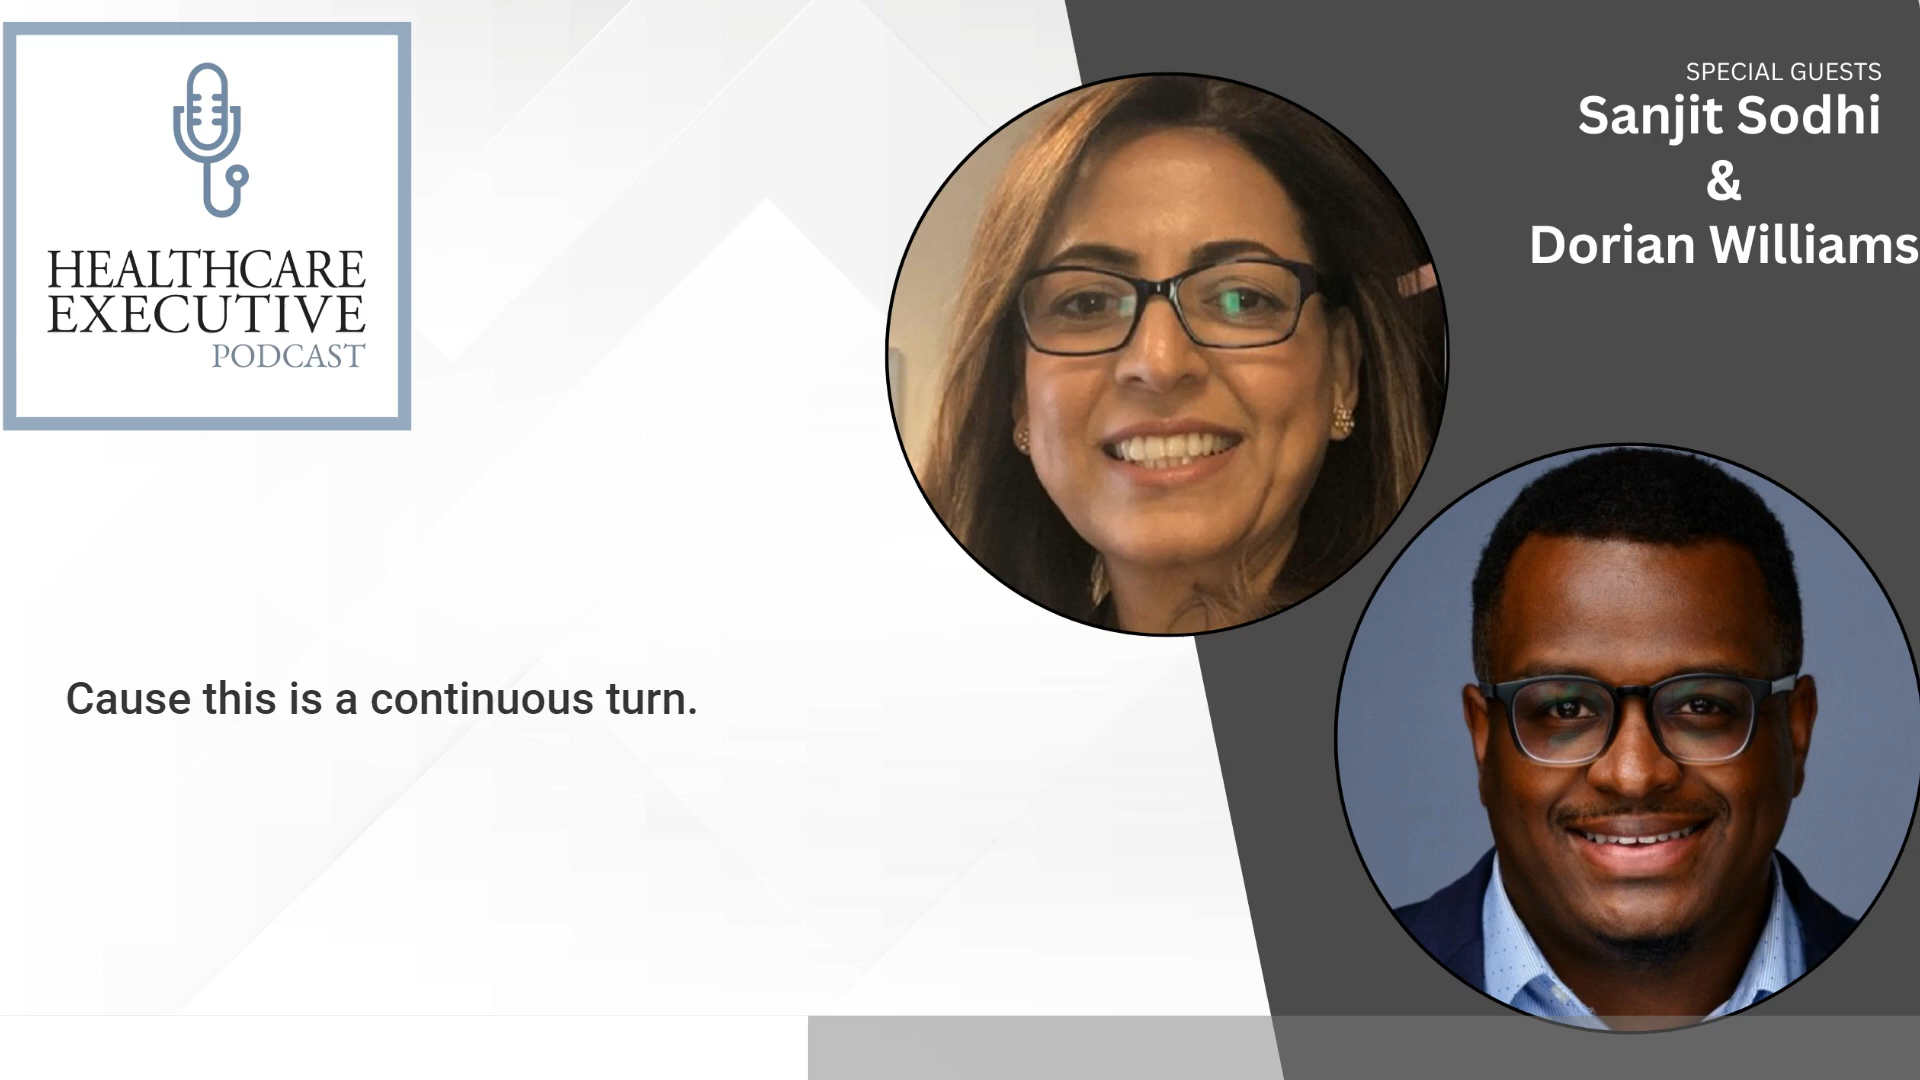 HEALTHCARE
EXECUTIVE
PODCAST
SPECIAL GUESTS
Sanjit Sodhi
&
Dorian Williams
Cause this is a continuous turn.